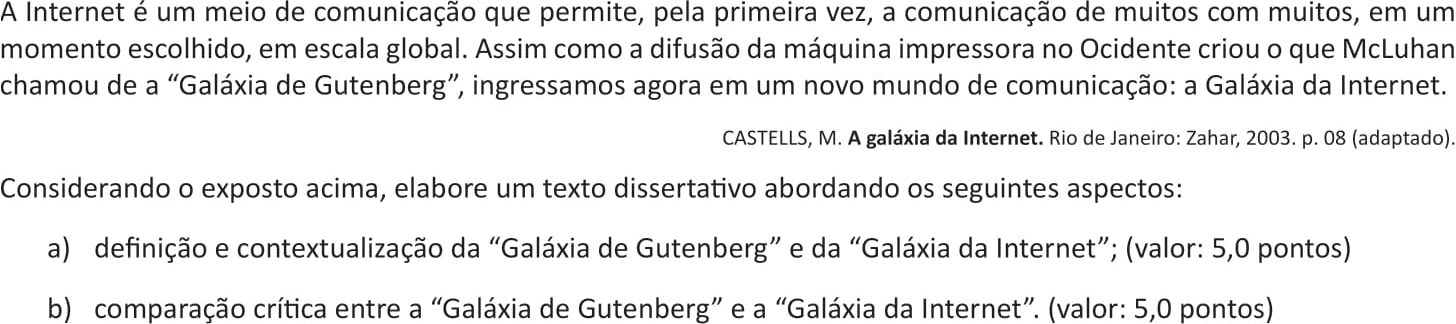 A Internet é um meio de comunicação que permite, pela primeira vez, a comunicação de muitos com muitos, em um
momento escolhido, em escala global. Assim como a difusão da máquina impressora no Ocidente criou o que McLuhan
chamou de a “Galáxia de Gutenberg”, ingressamos agora em um novo mundo de comunicação: a Galáxia da Internet.
CASTELLS, M. A galáxia da Internet. Rio de Janeiro: Zahar, 2003. p. 08 (adaptado).
Considerando o exposto acima, elabore um texto dissertativo abordando os seguintes aspectos:
a) definição e contextualização da “Galáxia de Gutenberg” e da “Galáxia da Internet”; (valor: 5,0 pontos)
b) comparação crítica entre a “Galáxia de Gutenberg” e a “Galáxia da Internet”. (valor: 5,0 pontos)